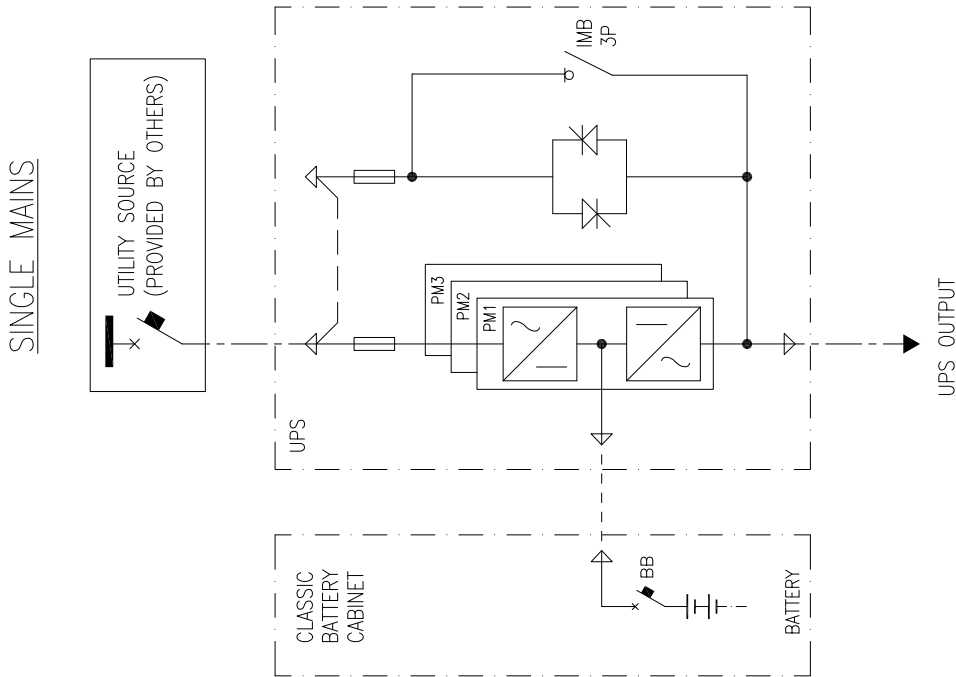 SINGLE MAINS
UTILITY SOURCE
(PROVIDED BY OTHERS)
IMB
3P
PM3
PM2
PM1
UPS
UPS OUTPUT
CLASSIC
BATTERY
CABINET
BB
BATTERY